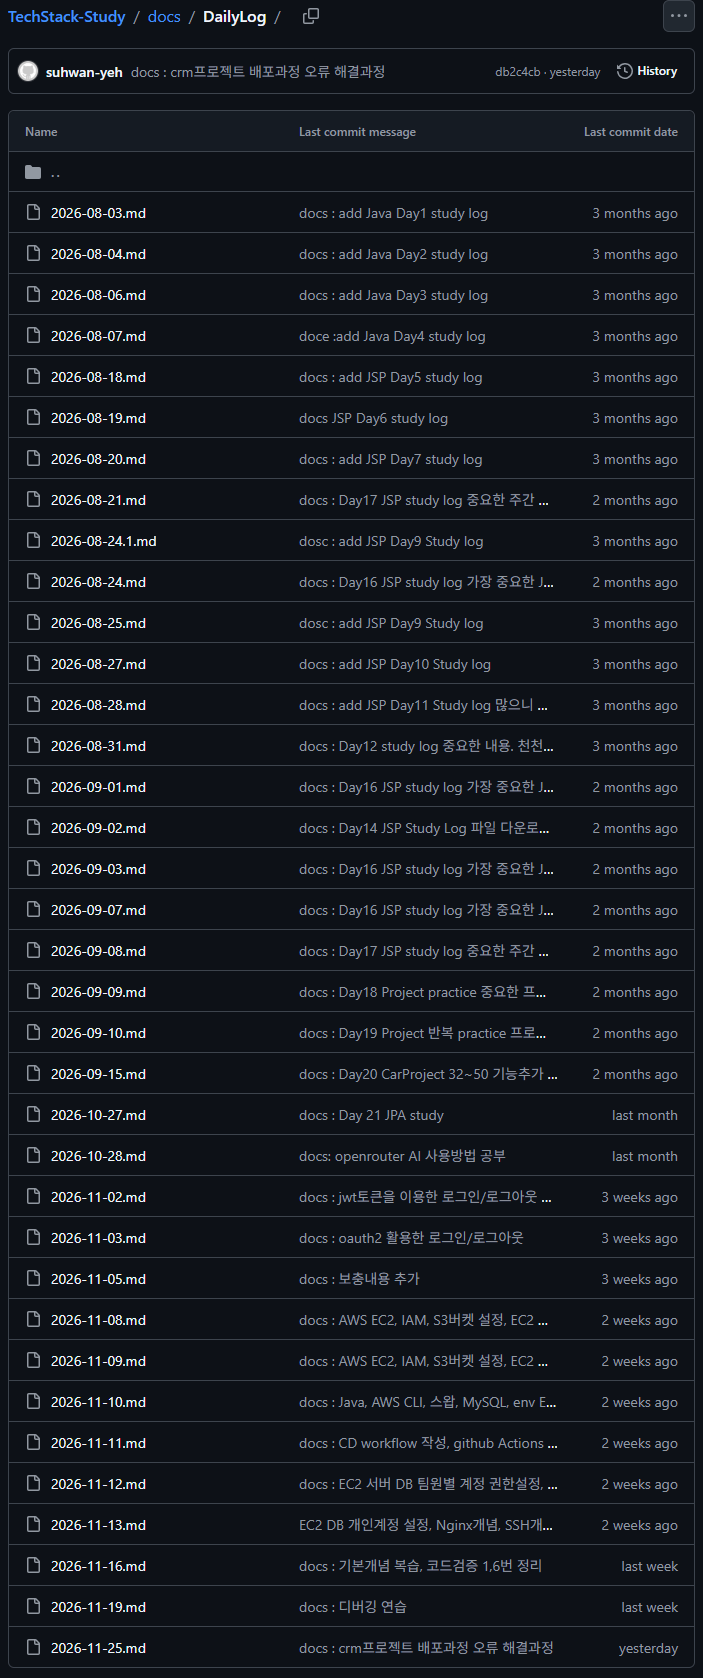 TechStack-Study / docs / DailyLog /
suhwan-yeh docs : crm프로젝트 배포과정 오류 해결과정 db2c4cb · yesterday History
Name Last commit message Last commit date
..
2026-08-03.md docs : add Java Day1 study log 3 months ago
2026-08-04.md docs : add Java Day2 study log 3 months ago
2026-08-06.md docs : add Java Day3 study log 3 months ago
2026-08-07.md doce :add Java Day4 study log 3 months ago
2026-08-18.md docs : add JSP Day5 study log 3 months ago
2026-08-19.md docs JSP Day6 study log 3 months ago
2026-08-20.md docs : add JSP Day7 study log 3 months ago
2026-08-21.md docs : Day17 JSP study log 중요한 주간 ... 2 months ago
2026-08-24.1.md dosc : add JSP Day9 Study log 3 months ago
2026-08-24.md docs : Day16 JSP study log 가장 중요한 J... 2 months ago
2026-08-25.md dosc : add JSP Day9 Study log 3 months ago
2026-08-27.md docs : add JSP Day10 Study log 3 months ago
2026-08-28.md docs : add JSP Day11 Study log 많으니 ... 3 months ago
2026-08-31.md docs : Day12 study log 중요한 내용. 천천... 3 months ago
2026-09-01.md docs : Day16 JSP study log 가장 중요한 J... 2 months ago
2026-09-02.md docs : Day14 JSP Study Log 파일 다운로... 2 months ago
2026-09-03.md docs : Day16 JSP study log 가장 중요한 J... 2 months ago
2026-09-07.md docs : Day16 JSP study log 가장 중요한 J... 2 months ago
2026-09-08.md docs : Day17 JSP study log 중요한 주간 ... 2 months ago
2026-09-09.md docs : Day18 Project practice 중요한 프... 2 months ago
2026-09-10.md docs : Day19 Project 반복 practice 프로... 2 months ago
2026-09-15.md docs : Day20 CarProject 32~50 기능추가 ... 2 months ago
2026-10-27.md docs : Day 21 JPA study last month
2026-10-28.md docs: openrouter AI 사용방법 공부 last month
2026-11-02.md docs : jwt토큰을 이용한 로그인/로그아웃 ... 3 weeks ago
2026-11-03.md docs : oauth2 활용한 로그인/로그아웃 3 weeks ago
2026-11-05.md docs : 보충내용 추가 3 weeks ago
2026-11-08.md docs : AWS EC2, IAM, S3버켓 설정, EC2 ... 2 weeks ago
2026-11-09.md docs : AWS EC2, IAM, S3버켓 설정, EC2 ... 2 weeks ago
2026-11-10.md docs : Java, AWS CLI, 스왑, MySQL, env E... 2 weeks ago
2026-11-11.md docs : CD workflow 작성, github Actions ... 2 weeks ago
2026-11-12.md docs : EC2 서버 DB 팀원별 계정 권한설정, ... 2 weeks ago
2026-11-13.md EC2 DB 개인계정 설정, Nginx개념, SSH개... 2 weeks ago
2026-11-16.md docs : 기본개념 복습, 코드검증 1,6번 정리 last week
2026-11-19.md docs : 디버깅 연습 last week
2026-11-25.md docs : crm프로젝트 배포과정 오류 해결과정 yesterday